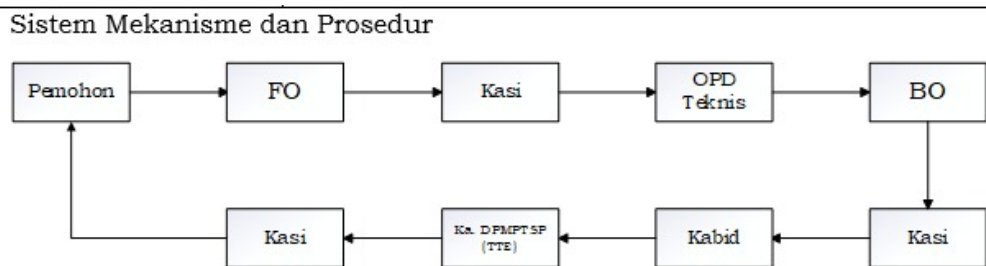 Sistem Mekanisme dan Prosedur
Pemohon
FO
Kasi
OPD
Teknis
BO
Kasi
Ka. DPMPTSP
(TTE)
Kabid
Kasi